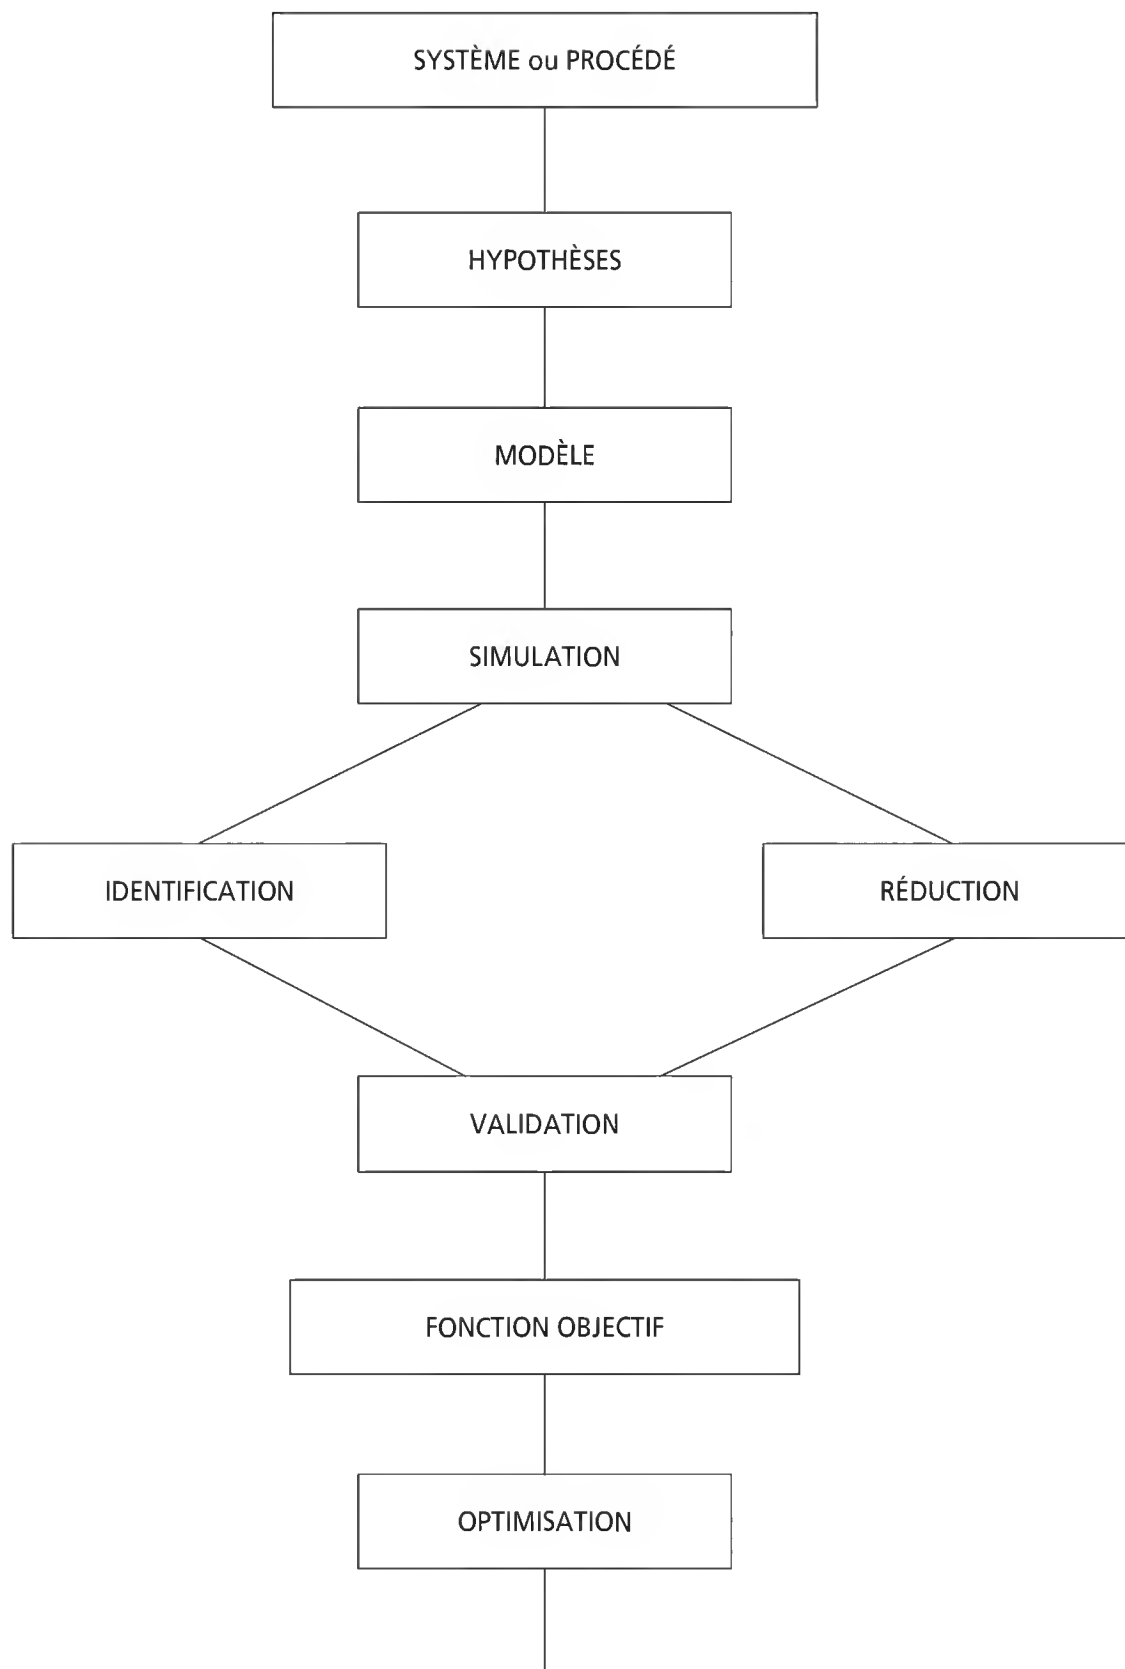 SYSTÈME ou PROCÉDÉ
HYPOTHÈSES
MODÈLE
SIMULATION
IDENTIFICATION
RÉDUCTION
VALIDATION
FONCTION OBJECTIF
OPTIMISATION